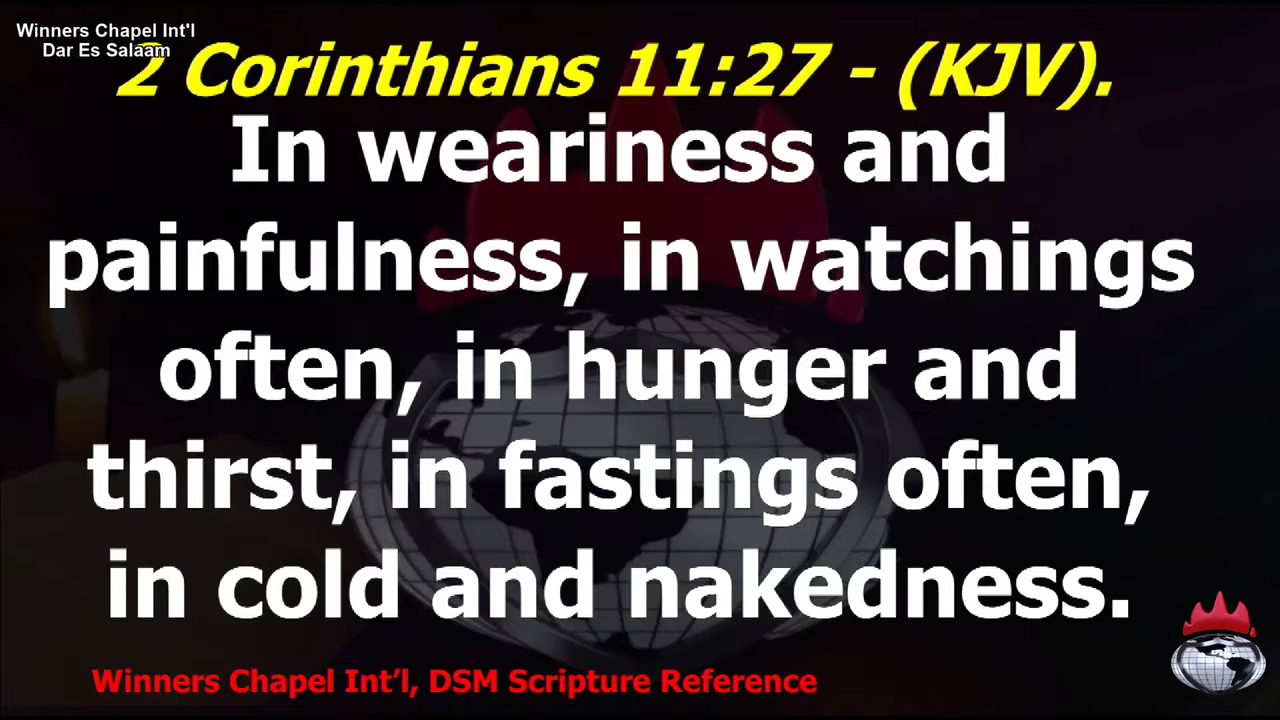 Winners Chapel Int'l
Dar Es Salaam
2 Corinthians 11:27 - (KJV).
In weariness and
painfulness, in watchings
often, in hunger and
thirst, in fastings often,
in cold and nakedness.
Winners Chapel Int’l, DSM Scripture Reference